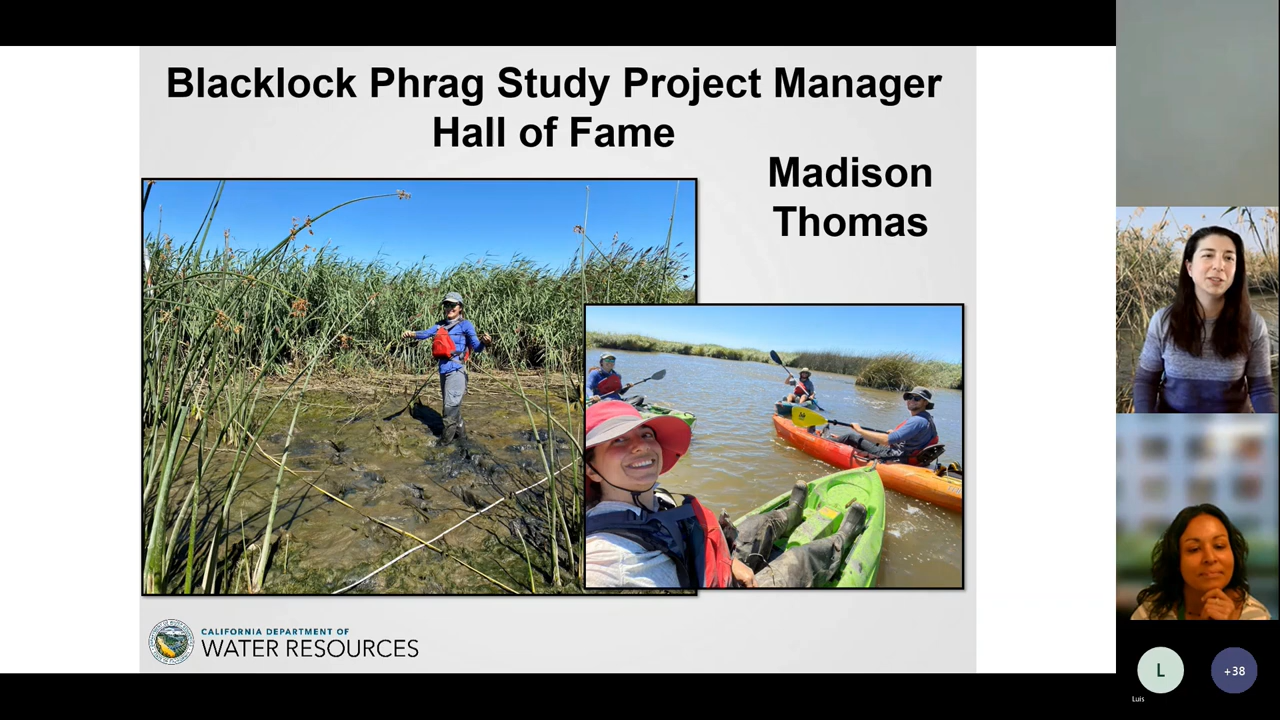 Blacklock Phrag Study Project Manager
Hall of Fame
Madison
Thomas
CALIFORNIA DEPARTMENT OF
WATER RESOURCES
L
+38
Luis